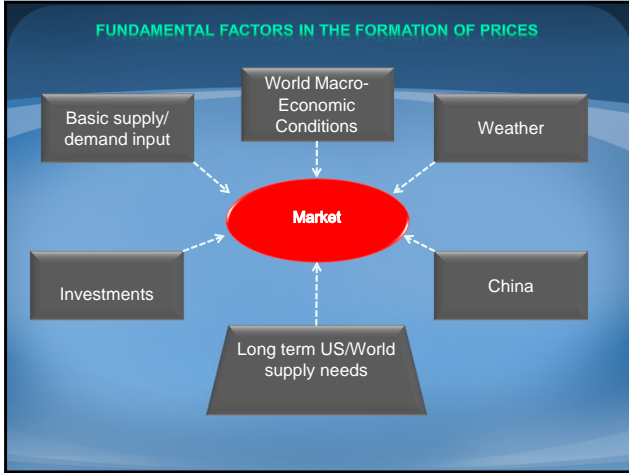 FUNDAMENTAL FACTORS IN THE FORMATION OF PRICES
World Macro-
Economic
Conditions
Basic supply/
demand input
Weather
Market
Investments
China
Long term US/World
supply needs